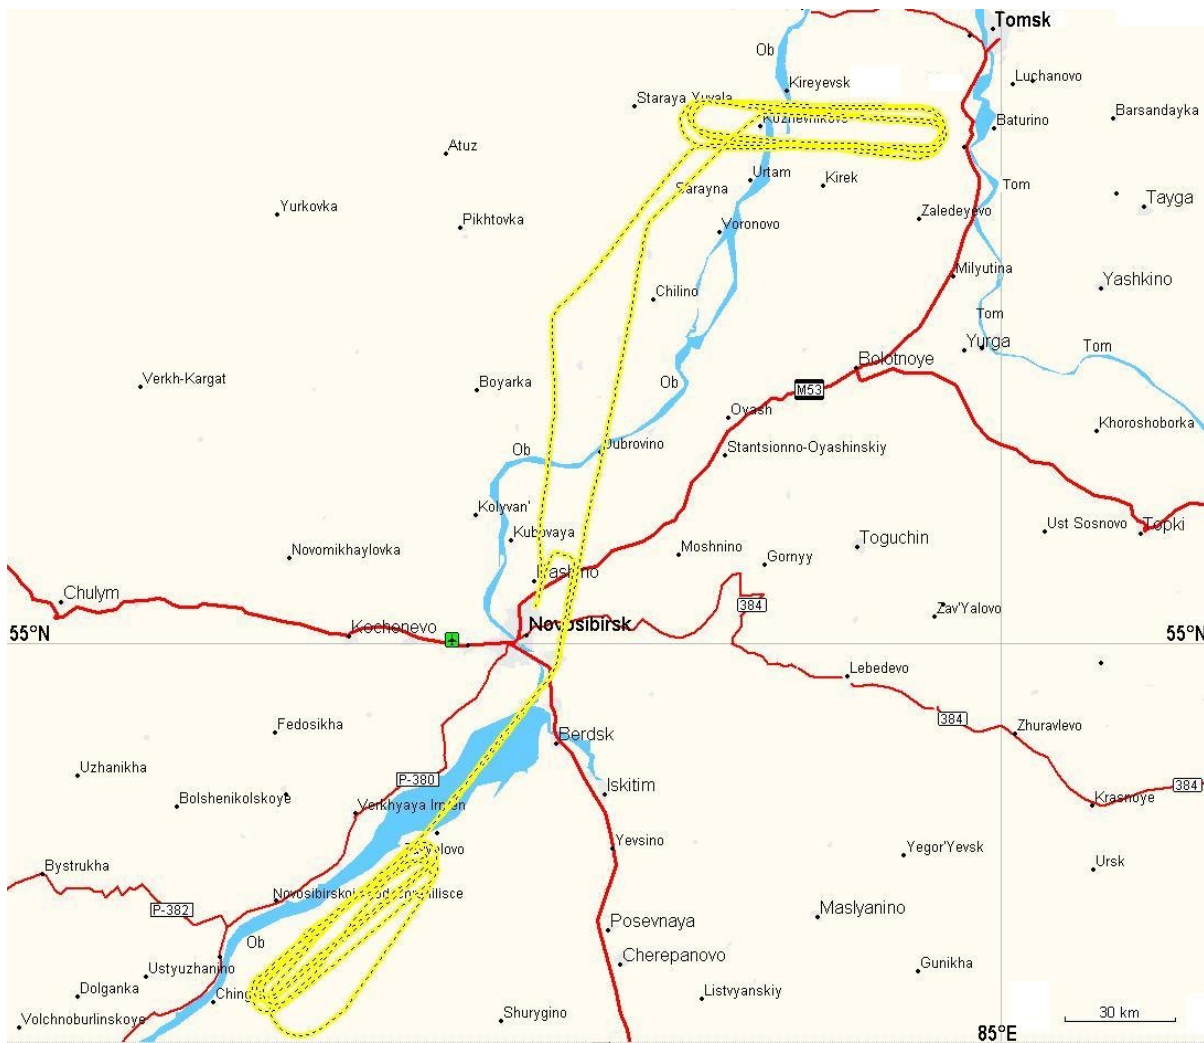 Tomsk
Ob
Kireyevsk
Luchanovo
Staraya Yuvala
Kozhevnikovo
Barsandayka
Baturino
Atuz
Urtam
Kirek
Tom
Sarayna
Tayga
Yurkovka
Pikhtovka
Zaledeyevo
Voronovo
Milyutina
Yashkino
Chilino
Tom
Yurga
Tom
Bolotnoye
Verkh-Kargat
Boyarka
Ob
M53
Oyash
Khoroshoborka
Ob
Dubrovino
Stantsionno-Oyashinskiy
Kolyvan'
Kubovaya
Ust Sosnovo
Topki
Novomikhaylovka
Moshnino
Gornyy
Toguchin
Pashino
Chulym
384
Zav'Yalovo
55°N
Kochenevo
Novosibirsk
55°N
Lebedevo
Fedosikha
Berdsk
384
Zhuravlevo
Uzhanikha
P-380
Iskitim
384
Bolshenikolskoye
Verkhyaya Irmen
Krasnoye
Yevsino
Yegor'Yevsk
Bystrukha
Ursk
P-382
Maslyanino
Posevnaya
Ob
Cherepanovo
Ustyuzhanino
Gunikha
Dolganka
Listvyanskiy
Volchnoburlinskoye
Shurygino
30 km
85°E